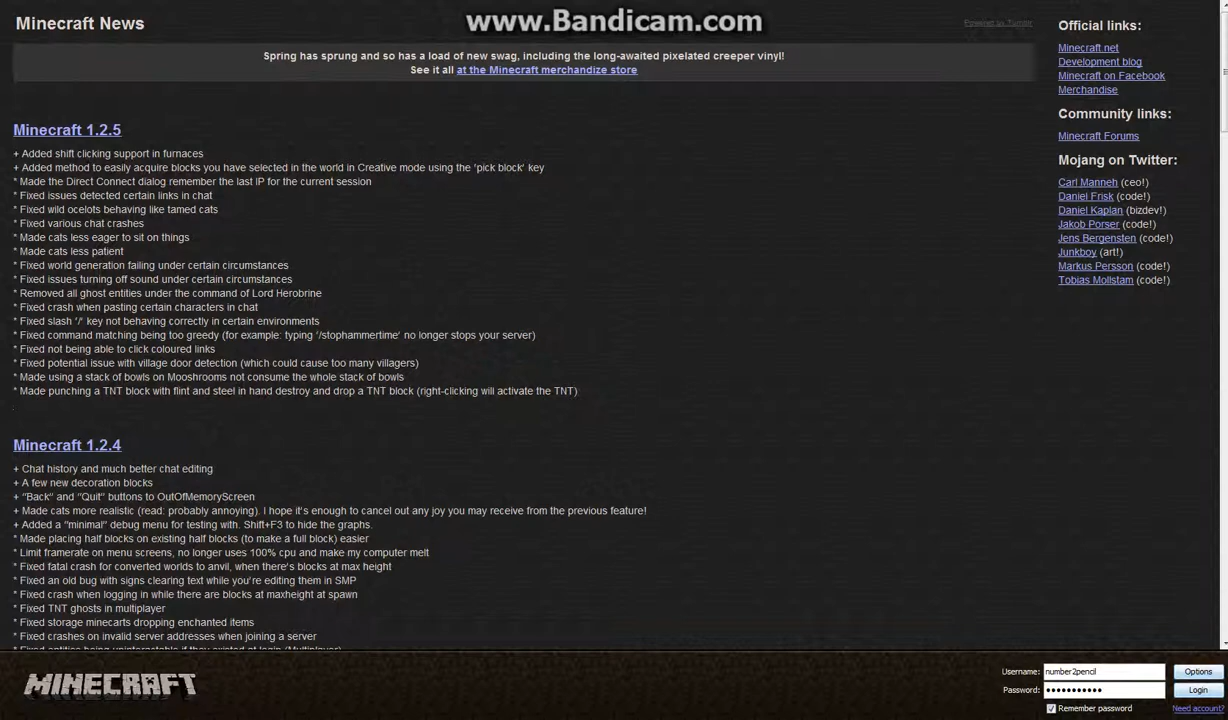 www.Bandicam.com
Minecraft News
Powered by Tumblr
Spring has sprung and so has a load of new swag, including the long-awaited pixelated creeper vinyl!
See it all at the Minecraft merchandize store
Minecraft 1.2.5
+ Added shift clicking support in furnaces
+ Added method to easily acquire blocks you have selected in the world in Creative mode using the 'pick block' key
* Made the Direct Connect dialog remember the last IP for the current session
* Fixed issues detected certain links in chat
* Fixed wild ocelots behaving like tamed cats
* Fixed various chat crashes
* Made cats less eager to sit on things
* Made cats less patient
* Fixed world generation failing under certain circumstances
* Fixed issues turning off sound under certain circumstances
* Removed all ghost entities under the command of Lord Herobrine
* Fixed crash when pasting certain characters in chat
* Fixed slash '/' key not behaving correctly in certain environments
* Fixed command matching being too greedy (for example: typing '/stophammertime' no longer stops your server)
* Fixed not being able to click coloured links
* Fixed potential issue with village door detection (which could cause too many villagers)
* Made using a stack of bowls on Mooshrooms not consume the whole stack of bowls
* Made punching a TNT block with flint and steel in hand destroy and drop a TNT block (right-clicking will activate the TNT)
Minecraft 1.2.4
+ Chat history and much better chat editing
+ A few new decoration blocks
+ "Back" and "Quit" buttons to OutOfMemoryScreen
+ Made cats more realistic (read: probably annoying). I hope it's enough to cancel out any joy you may receive from the previous feature!
+ Added a "minimal" debug menu for testing with. Shift+F3 to hide the graphs.
* Made placing half blocks on existing half blocks (to make a full block) easier
* Limit framerate on menu screens, no longer uses 100% cpu and make my computer melt
* Fixed fatal crash for converted worlds to anvil, when there's blocks at max height
* Fixed an old bug with signs clearing text while you're editing them in SMP
* Fixed crash when logging in while there are blocks at maxheight at spawn
* Fixed TNT ghosts in multiplayer
* Fixed storage minecarts dropping enchanted items
* Fixed crashes on invalid server addresses when joining a server
Official links:
Minecraft.net
Development blog
Minecraft on Facebook
Merchandise
Community links:
Minecraft Forums
Mojang on Twitter:
Carl Manneh (ceo!)
Daniel Frisk (code!)
Daniel Kaplan (bizdev!)
Jakob Porser (code!)
Jens Bergensten (code!)
Junkboy (art!)
Markus Persson (code!)
Tobias Mollstam (code!)
MINECRAFT
Username: number2pencil
Options
Password: •••••••••••
Login
Remember password
Need account?